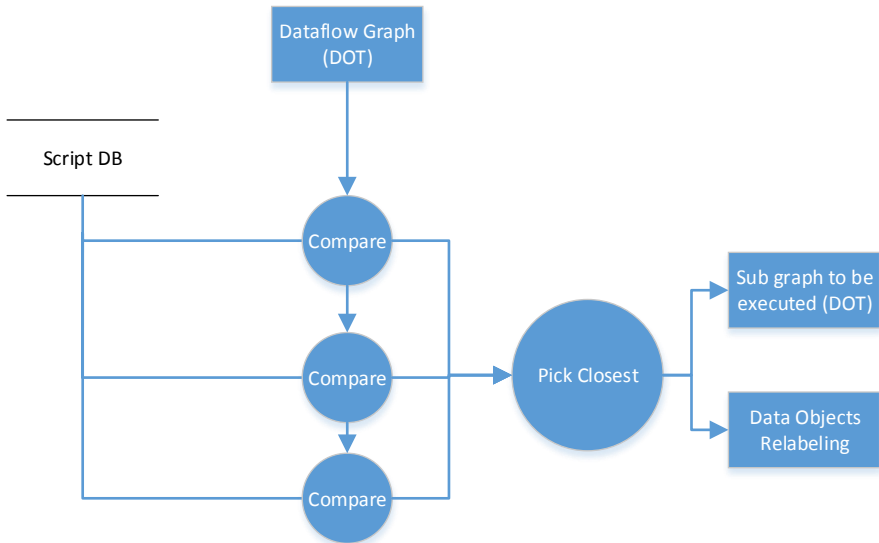 Dataflow Graph
(DOT)
Script DB
Compare
Compare
Compare
Pick Closest
Sub graph to be
executed (DOT)
Data Objects
Relabeling